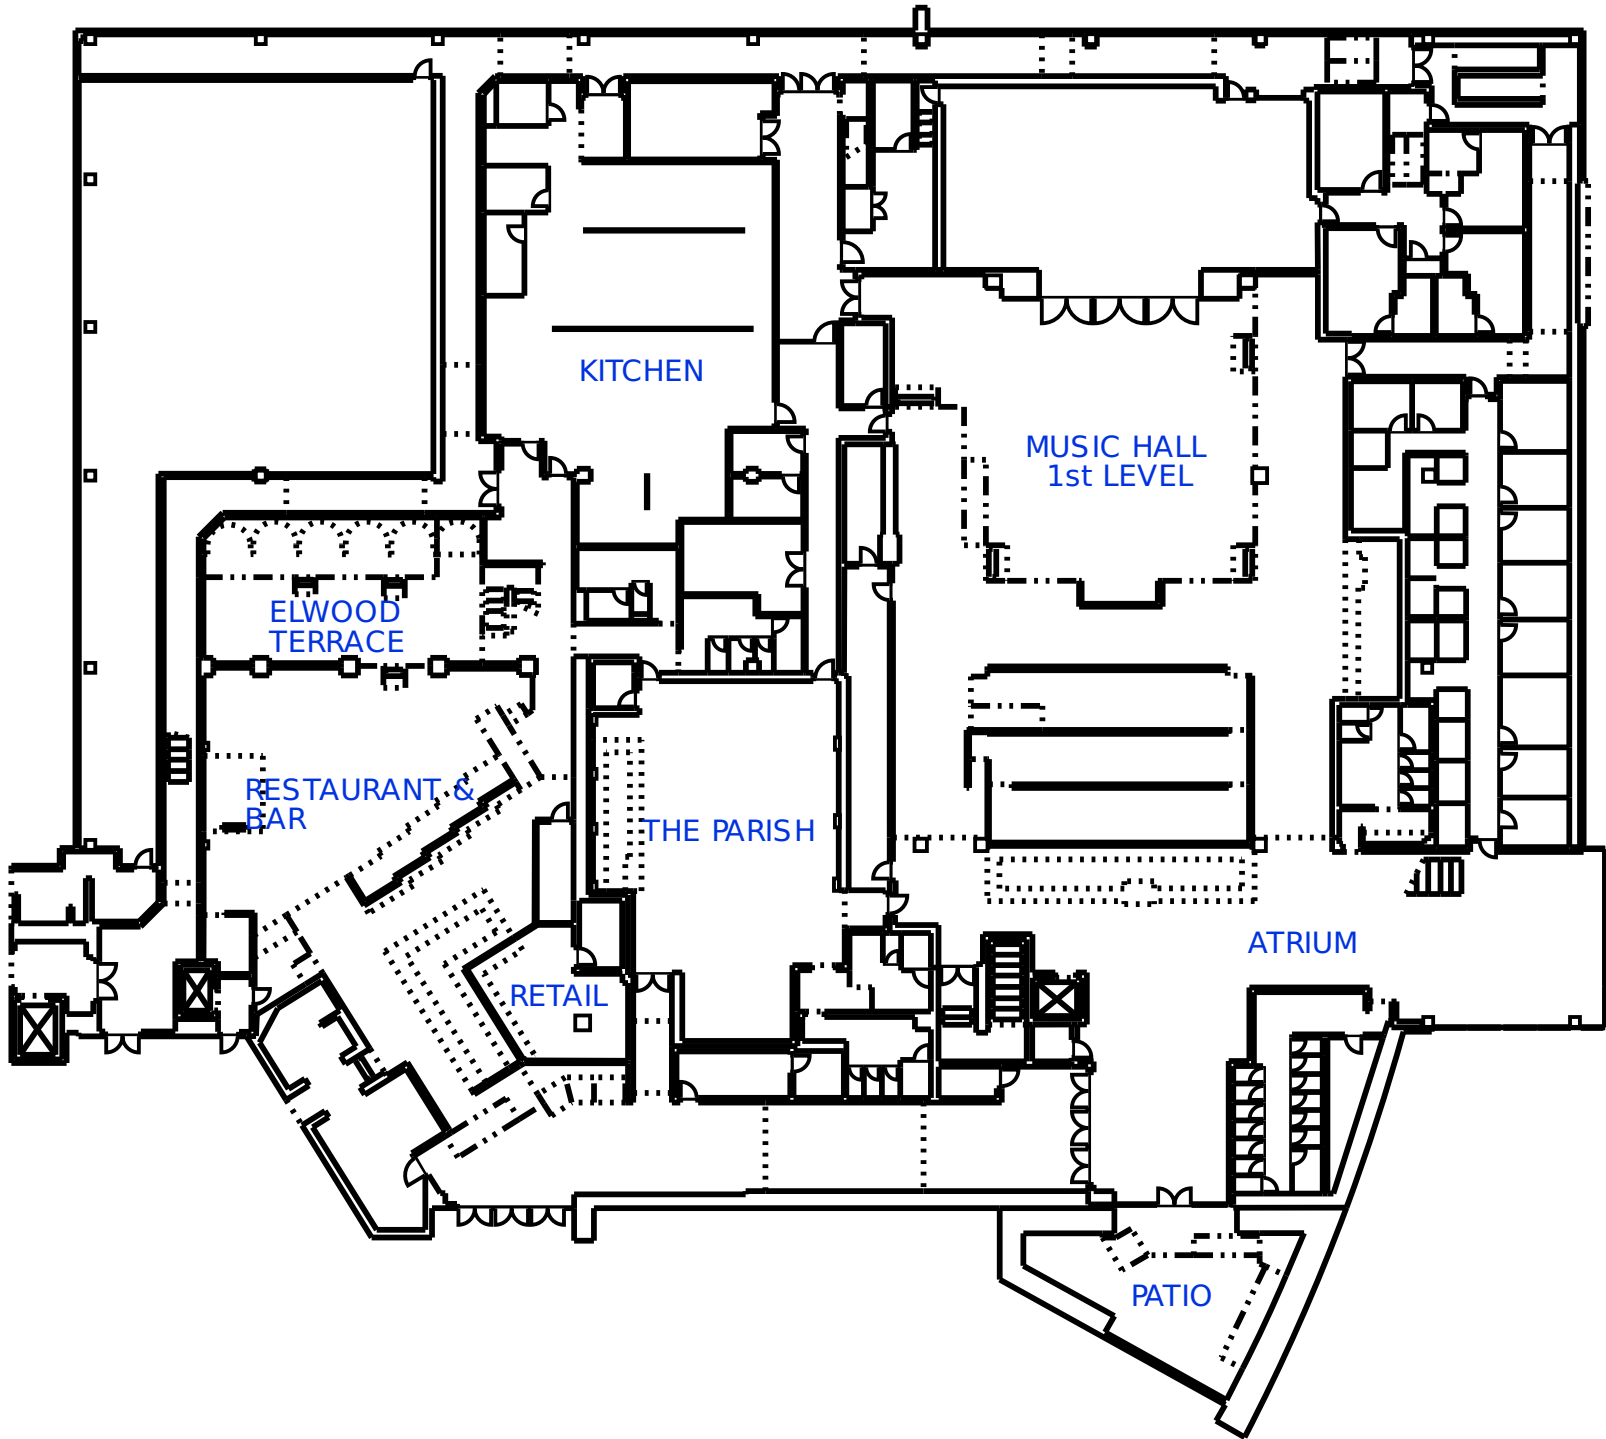 KITCHEN
MUSIC HALL
1st LEVEL
ELWOOD
TERRACE
RESTAURANT &
BAR
THE PARISH
ATRIUM
RETAIL
PATIO